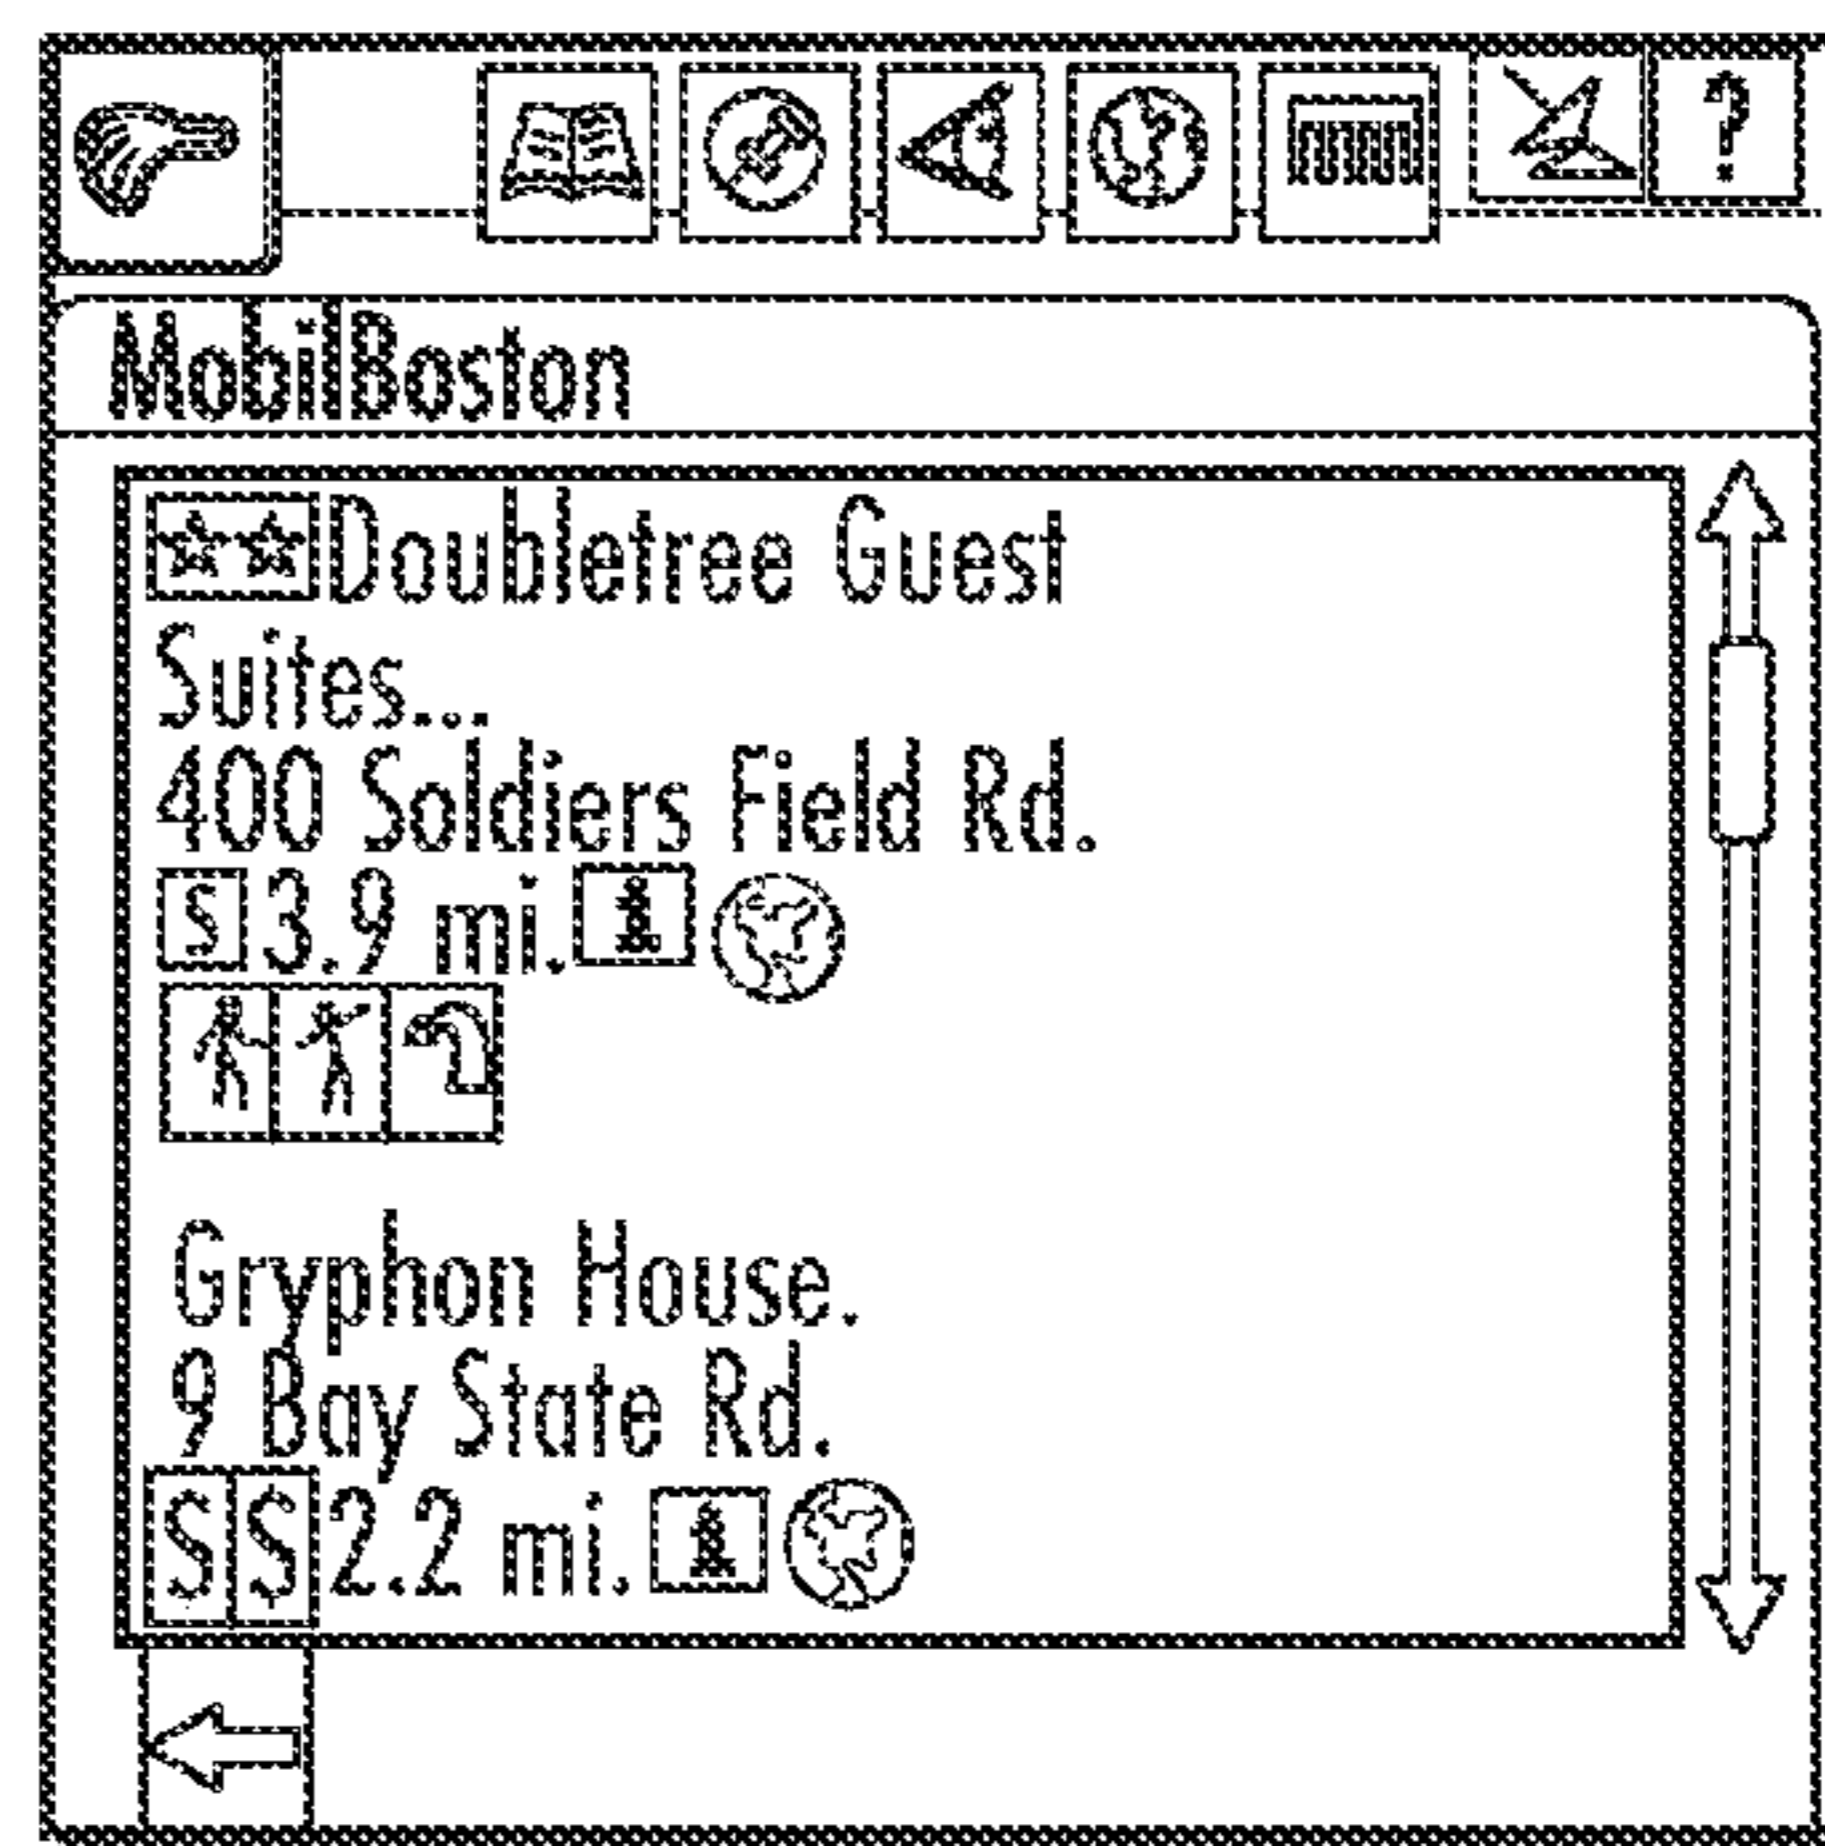 ?
MobilBoston
Doubletree Guest
Suites...
400 Soldiers Field Rd.
S 3.9 mi.
Gryphon House.
9 Bay State Rd.
$ $ 2.2 mi.